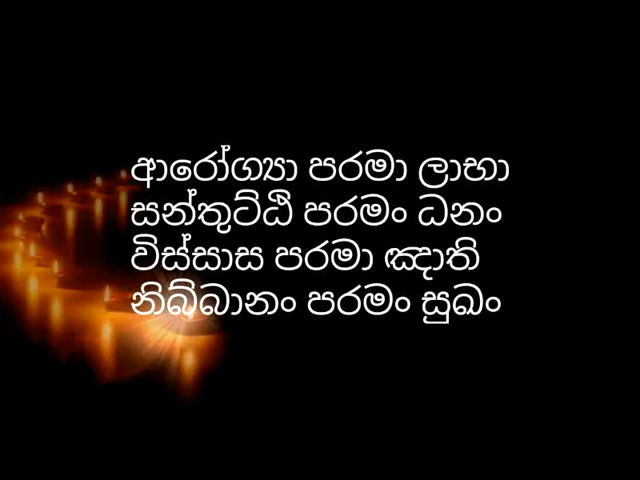 ආරෝග්‍යා පරමා ලාභා
සන්තුට්ඨි පරමං ධනං
විස්සාස පරමා ඤාති
නිබ්බානං පරමං සුඛං